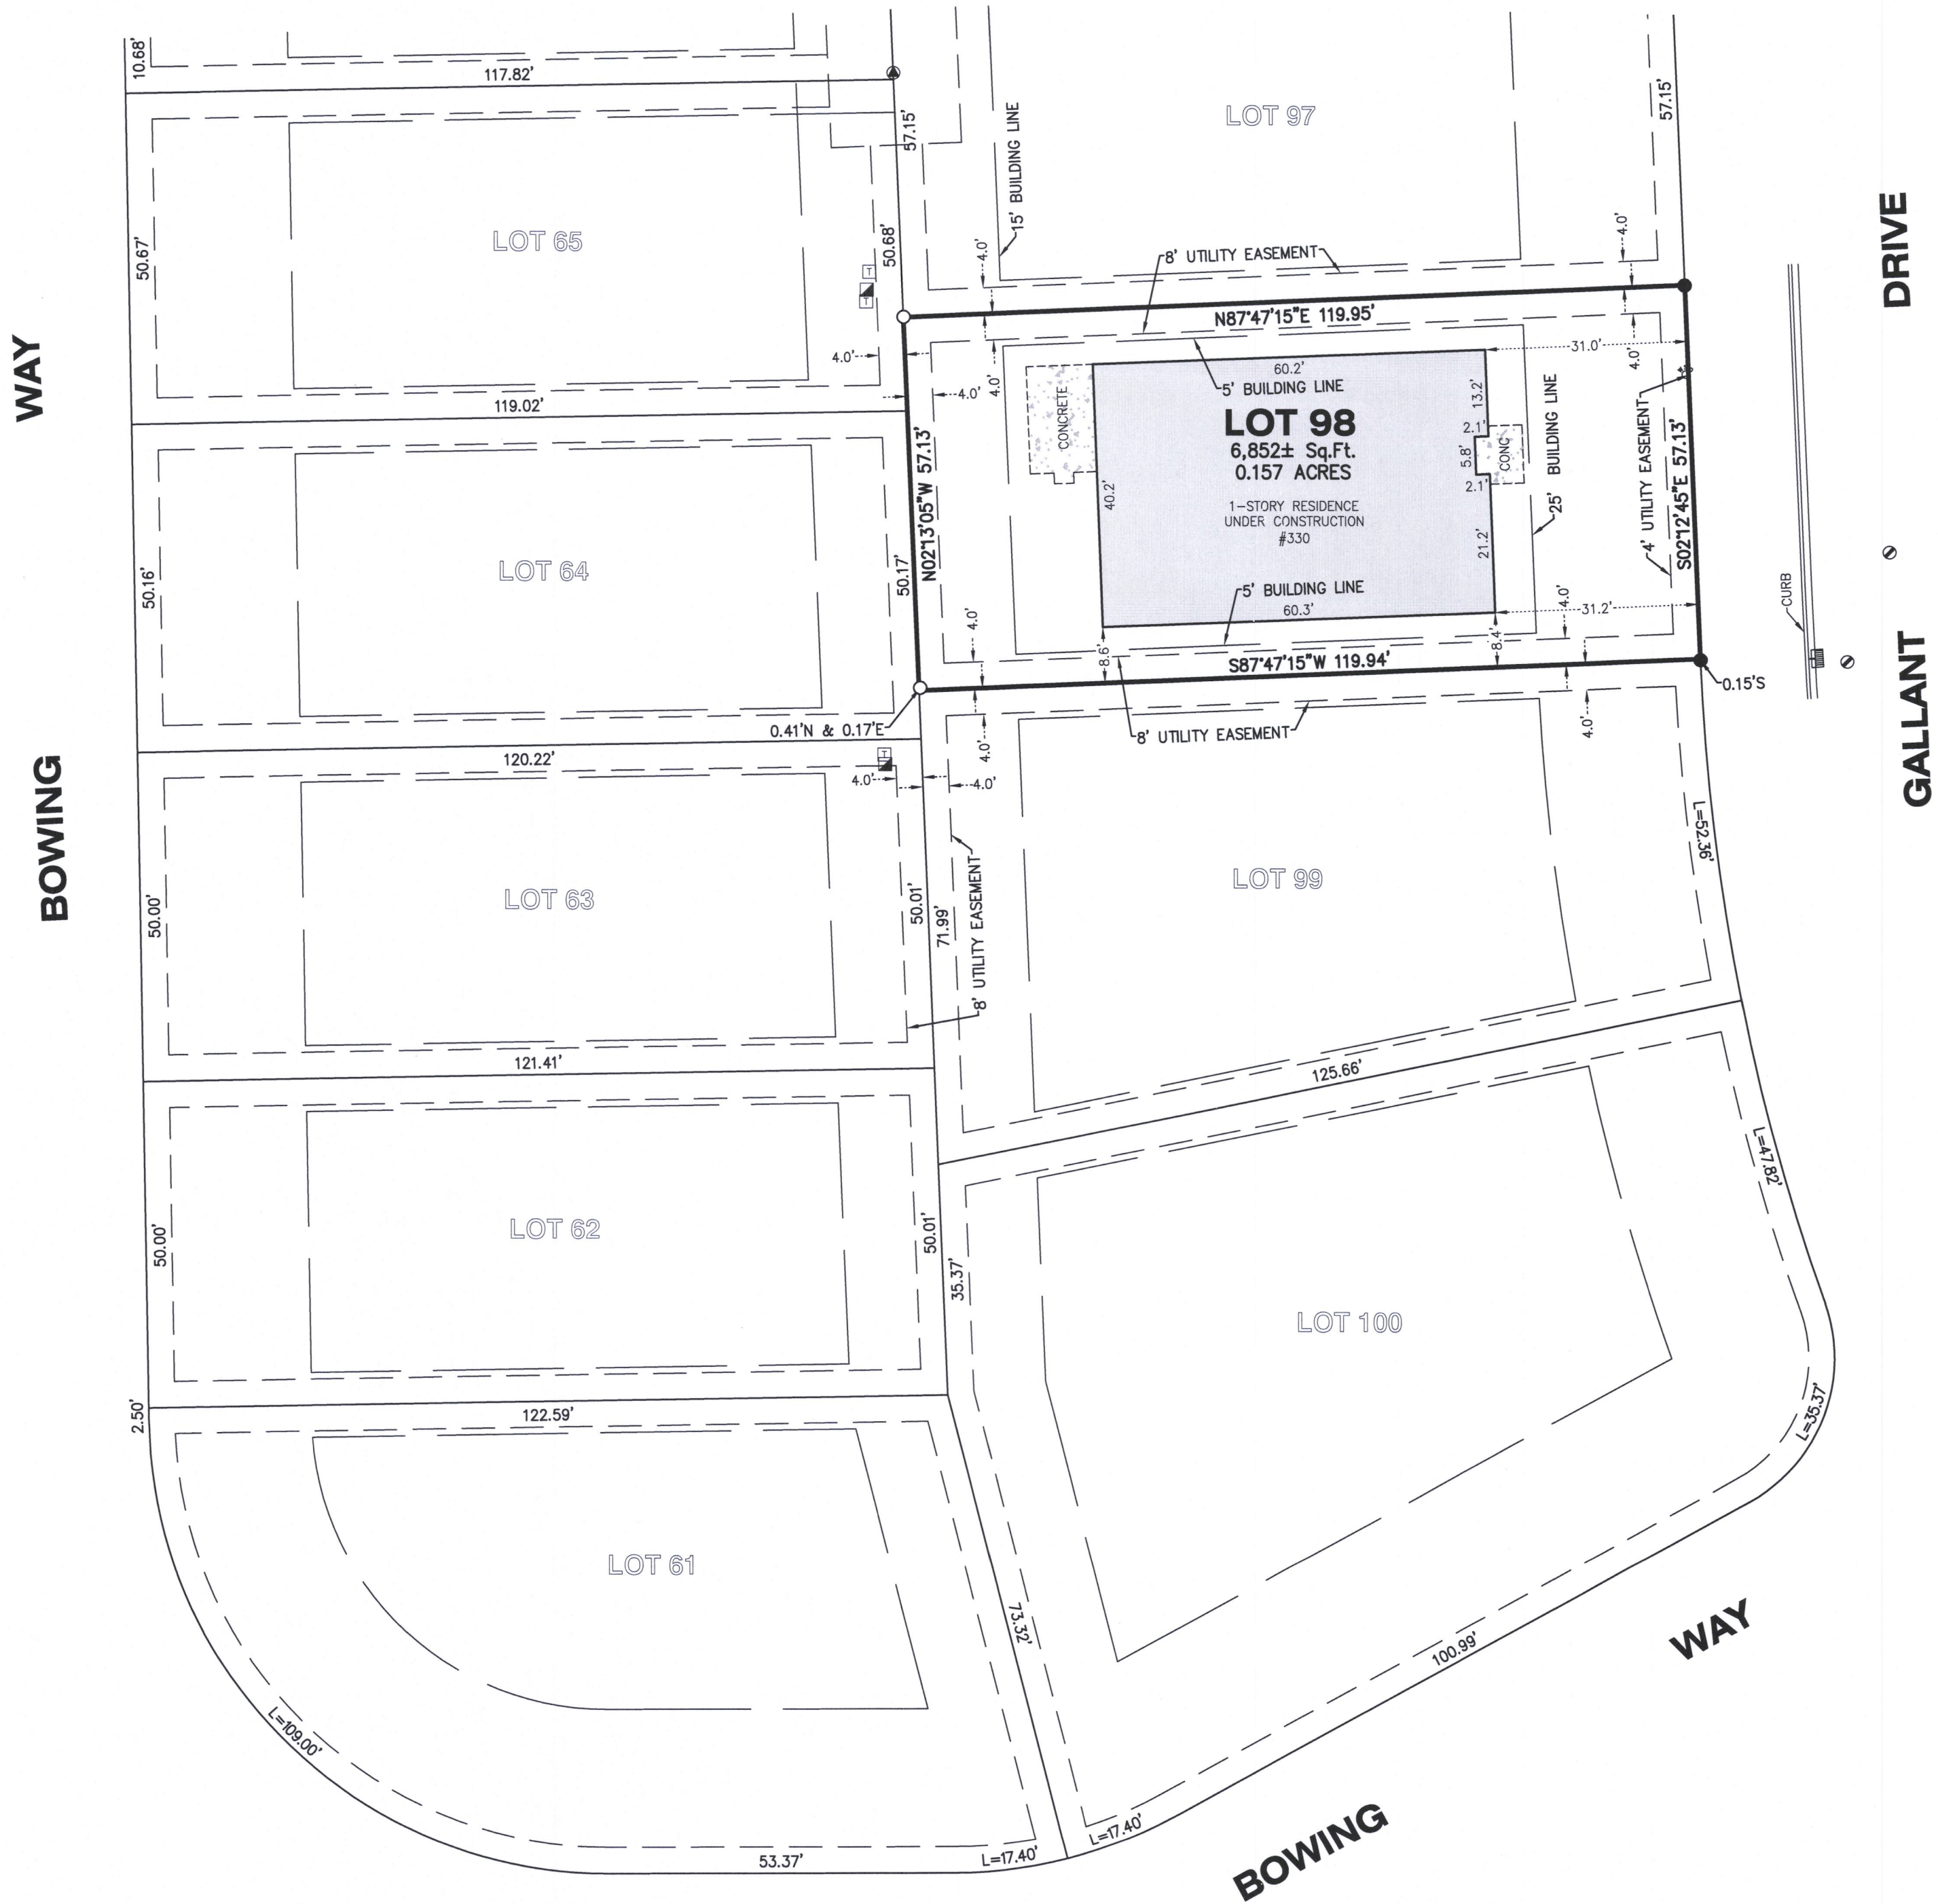 10.68'
117.82'
57.15'
15' BUILDING LINE
LOT 97
57.15'
DRIVE
LOT 65
50.67'
50.68'
T
T
4.0'
8' UTILITY EASEMENT
4.0'
N87°47'15"E 119.95'
WAY
4.0'
4.0'
4.0'
60.2'
5' BUILDING LINE
31.0'
4.0'
119.02'
CONCRETE
LOT 98
6,852± Sq.Ft.
0.157 ACRES
13.2'
2.1'
5.8'
2.1'
CONC
25' BUILDING LINE
4' UTILITY EASEMENT
S02°12'45"E 57.13'
N02°13'05"W 57.13'
40.2'
1-STORY RESIDENCE
UNDER CONSTRUCTION
#330
21.2'
50.16'
LOT 64
50.17'
5' BUILDING LINE
60.3'
4.0'
4.0'
31.2'
CURB
8.6'
S87°47'15"W 119.94'
8.4'
0.15'S
GALLANT
0.41'N & 0.17'E
8' UTILITY EASEMENT
4.0'
4.0'
120.22'
T
4.0'
4.0'
BOWING
50.00'
LOT 63
50.01'
71.99'
8' UTILITY EASEMENT
LOT 99
L=52.36'
121.41'
125.66'
50.00'
LOT 62
50.01'
35.37'
LOT 100
L=47.82'
L=35.37'
2.50'
122.59'
LOT 61
73.32'
100.99'
WAY
L=109.00'
53.37'
L=17.40'
L=17.40'
BOWING